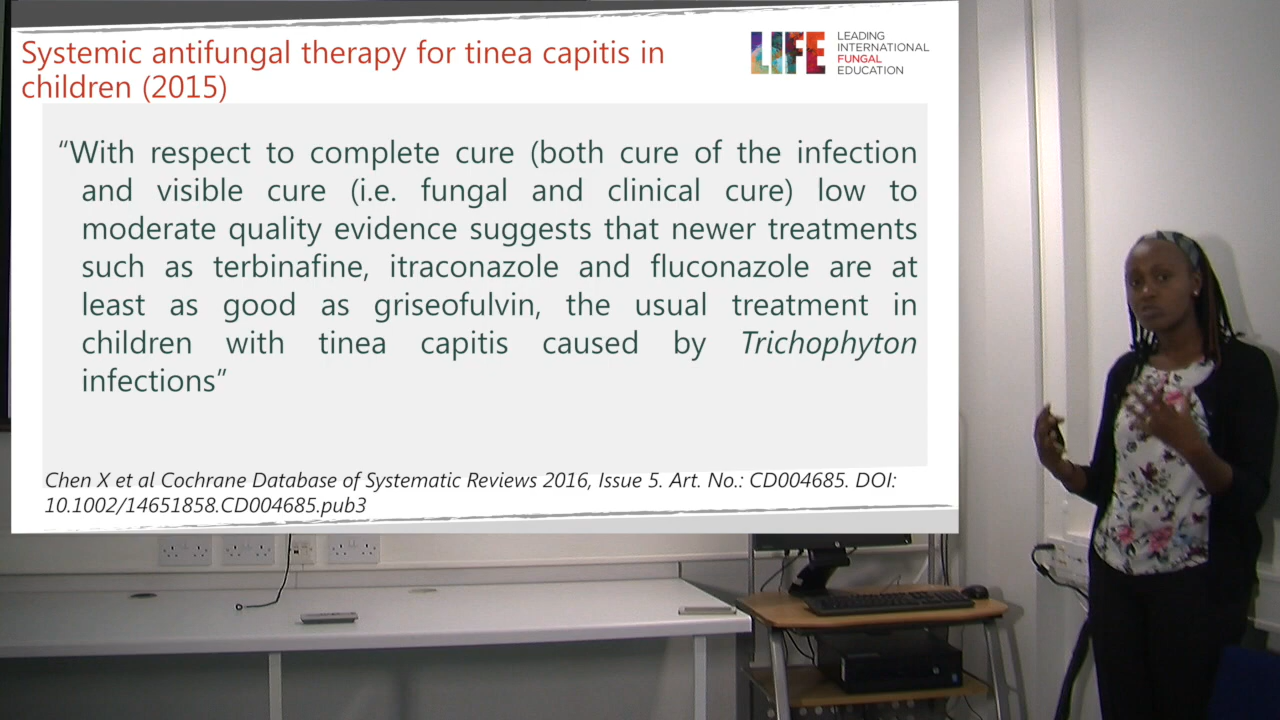 Systemic antifungal therapy for tinea capitis in
children (2015)
LIFE
LEADING
INTERNATIONAL
FUNGAL
EDUCATION
“With respect to complete cure (both cure of the infection
and visible cure (i.e. fungal and clinical cure) low to
moderate quality evidence suggests that newer treatments
such as terbinafine, itraconazole and fluconazole are at
least as good as griseofulvin, the usual treatment in
children with tinea capitis caused by Trichophyton
infections”
Chen X et al Cochrane Database of Systematic Reviews 2016, Issue 5. Art. No.: CD004685. DOI:
10.1002/14651858.CD004685.pub3